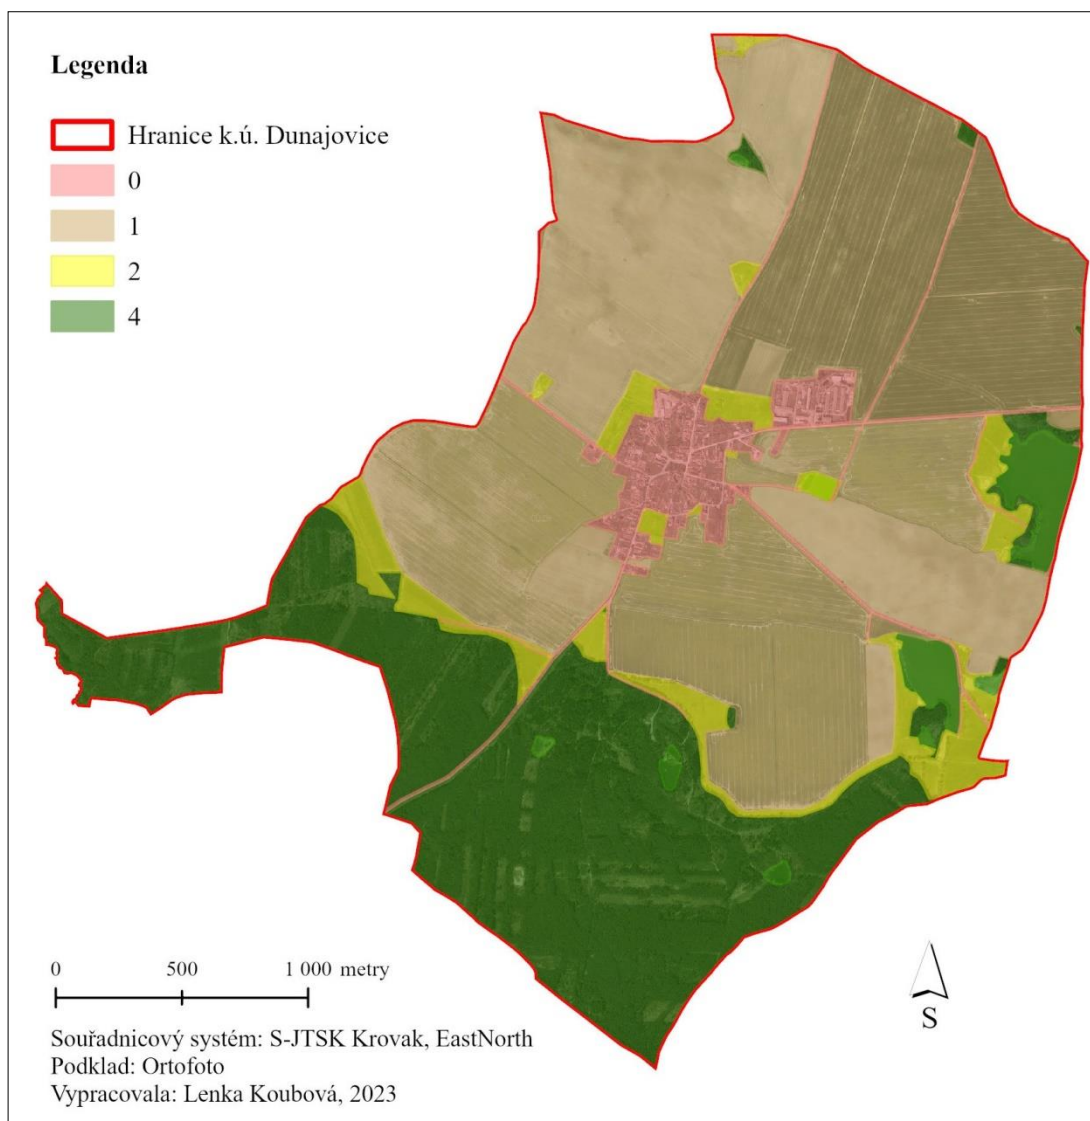 Legenda
Hranice k.ú. Dunajovice
0
1
2
4
0 500 1 000 metry
S
Souřadnicový systém: S-JTSK Krovak, EastNorth
Podklad: Ortofoto
Vypracovala: Lenka Koubová, 2023